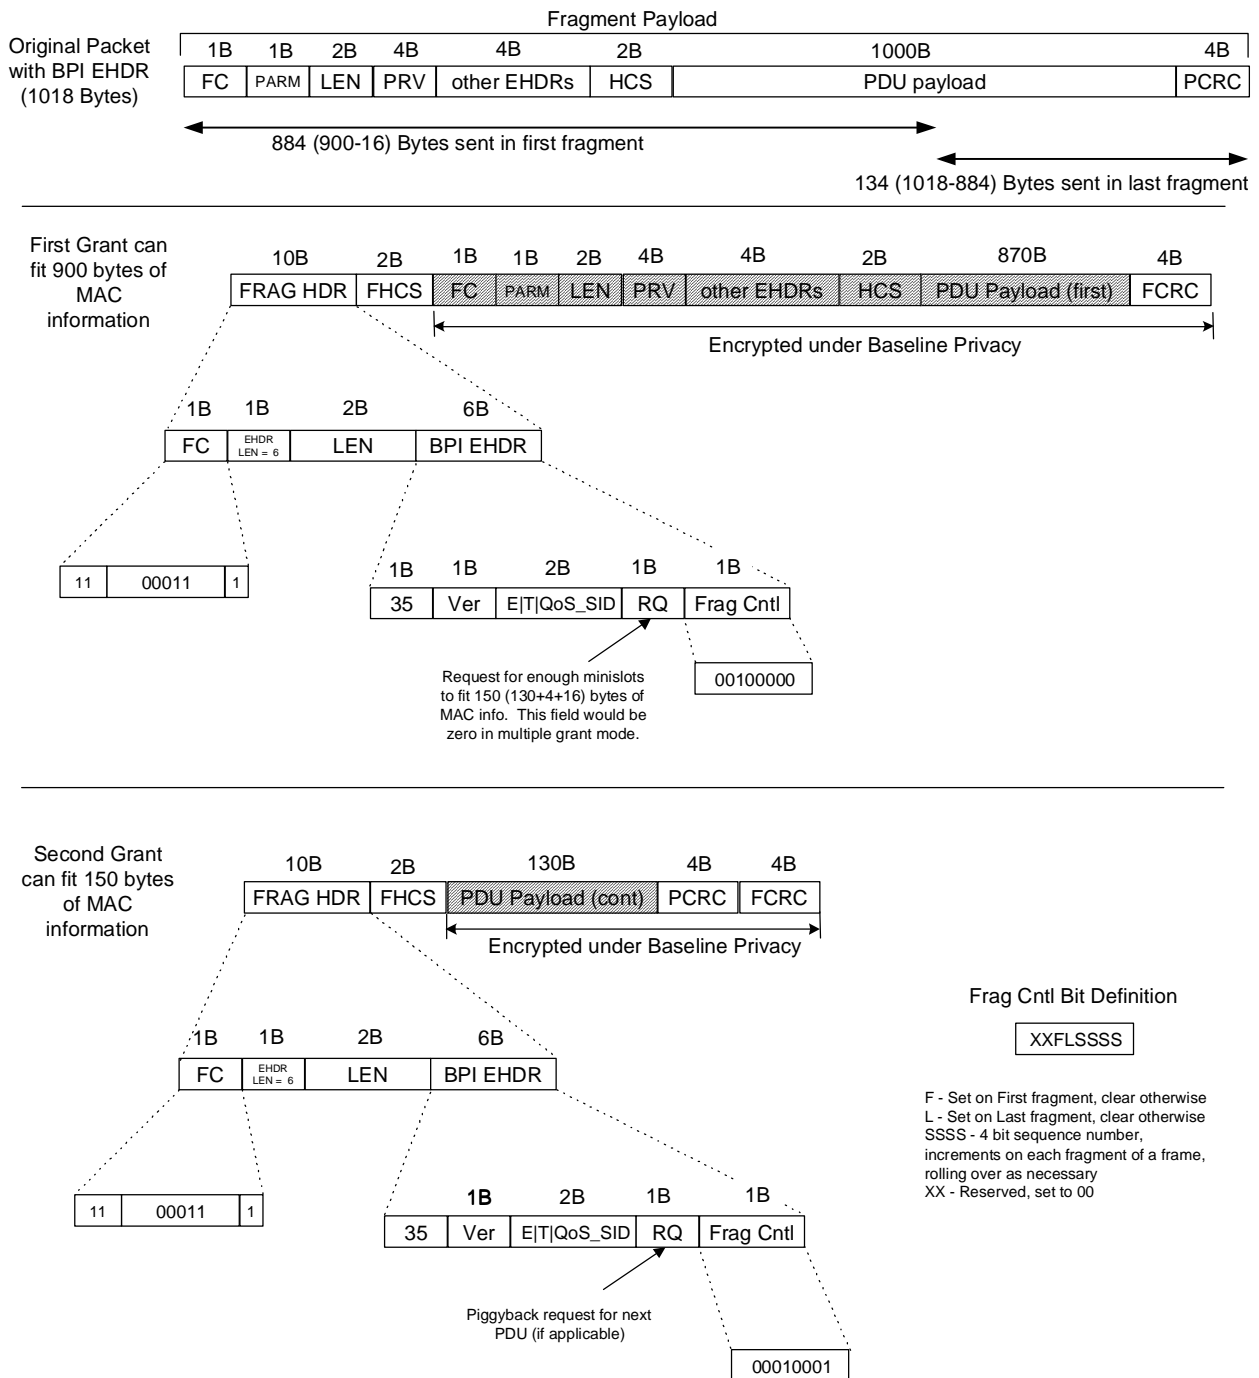 Fragment Payload
Original Packet
with BPI EHDR
(1018 Bytes)
1B 1B 2B 4B 4B 2B 1000B 4B
FC PARM LEN PRV other EHDRs HCS PDU payload PCRC
884 (900-16) Bytes sent in first fragment
134 (1018-884) Bytes sent in last fragment
First Grant can
fit 900 bytes of
MAC
information
10B 2B 1B 1B 2B 4B 4B 2B 870B 4B
FRAG HDR FHCS FC PARM LEN PRV other EHDRs HCS PDU Payload (first) FCRC
Encrypted under Baseline Privacy
1B 1B 2B 6B
FC EHDR LEN = 6 LEN BPI EHDR
11 00011 1
1B 1B 2B 1B 1B
35 Ver E|T|QoS_SID RQ Frag Cntl
00100000
Request for enough minislots
to fit 150 (130+4+16) bytes of
MAC info. This field would be
zero in multiple grant mode.
Second Grant
can fit 150 bytes
of MAC
information
10B 2B 130B 4B 4B
FRAG HDR FHCS PDU Payload (cont) PCRC FCRC
Encrypted under Baseline Privacy
1B 1B 2B 6B
FC EHDR LEN = 6 LEN BPI EHDR
11 00011 1
1B 2B 1B 1B
35 Ver E|T|QoS_SID RQ Frag Cntl
Piggyback request for next
PDU (if applicable)
00010001
Frag Cntl Bit Definition
XXFLSSSS
F - Set on First fragment, clear otherwise
L - Set on Last fragment, clear otherwise
SSSS - 4 bit sequence number,
increments on each fragment of a frame,
rolling over as necessary
XX - Reserved, set to 00